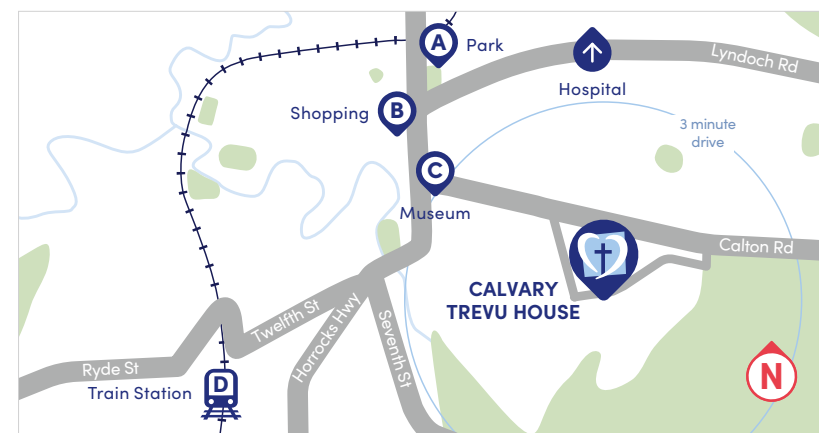 A Park
Lyndoch Rd
Hospital
Shopping B
3 minute
drive
C
Museum
Calton Rd
CALVARY
TREVU HOUSE
Twelfth St
Horrocks Hwy
Seventh St
Ryde St
Train Station D
N